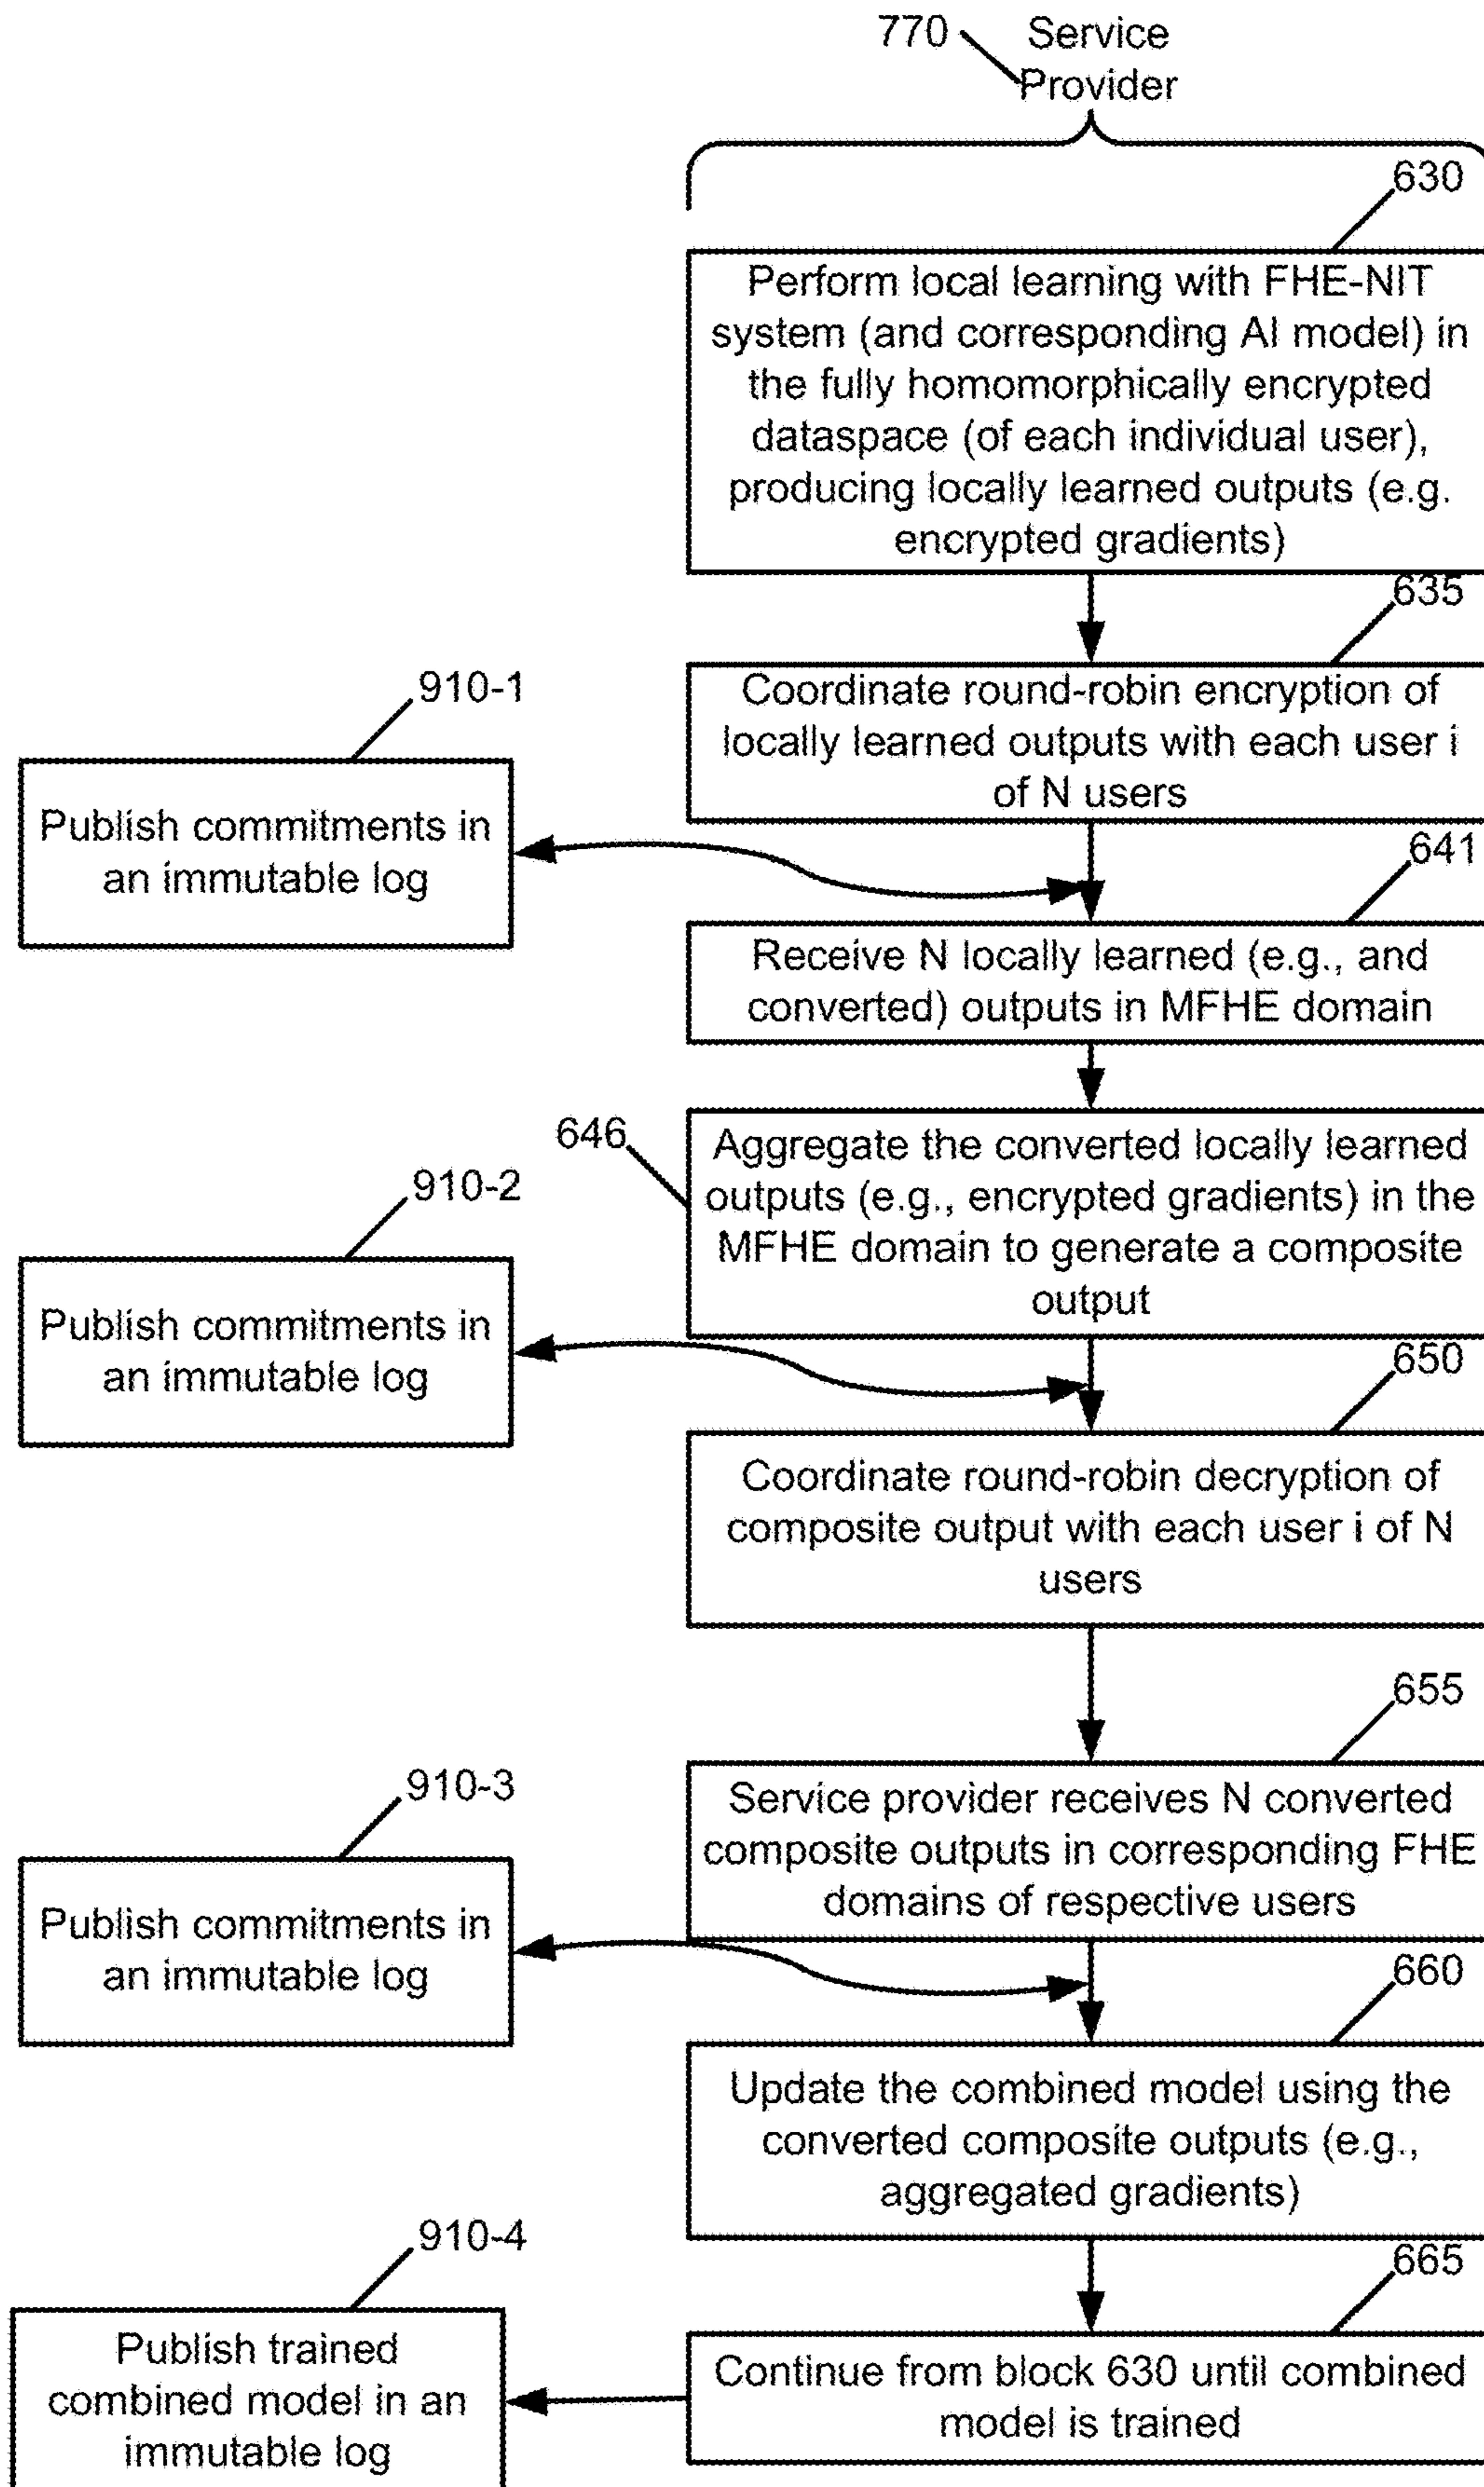 770
Service
Provider
630
Perform local learning with FHE-NIT
system (and corresponding AI model) in
the fully homomorphically encrypted
dataspace (of each individual user),
producing locally learned outputs (e.g.
encrypted gradients)
635
Coordinate round-robin encryption of
locally learned outputs with each user i
of N users
910-1
Publish commitments in
an immutable log
641
Receive N locally learned (e.g., and
converted) outputs in MFHE domain
646
Aggregate the converted locally learned
outputs (e.g., encrypted gradients) in the
MFHE domain to generate a composite
output
910-2
Publish commitments in
an immutable log
650
Coordinate round-robin decryption of
composite output with each user i of N
users
655
Service provider receives N converted
composite outputs in corresponding FHE
domains of respective users
910-3
Publish commitments in
an immutable log
660
Update the combined model using the
converted composite outputs (e.g.,
aggregated gradients)
910-4
Publish trained
combined model in an
immutable log
665
Continue from block 630 until combined
model is trained